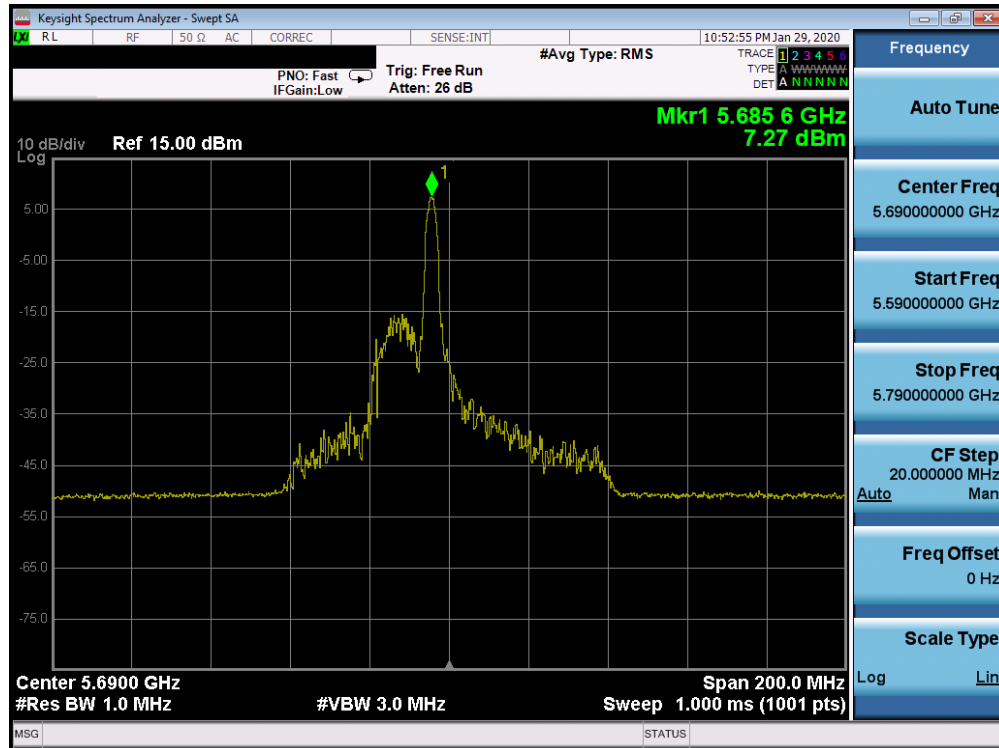 Keysight Spectrum Analyzer - Swept SA
LXI RL RF 50 Ω AC CORREC SENSE:INT 10:52:55 PM Jan 29, 2020
#Avg Type: RMS TRACE 1 2 3 4 5 6
PNO: Fast Trig: Free Run TYPE A WWWWW
IFGain:Low Atten: 26 dB DET A N N N N N
Mkr1 5.685 6 GHz
7.27 dBm
10 dB/div Ref 15.00 dBm
Log
1
5.00
-5.00
-15.0
-25.0
-35.0
-45.0
-55.0
-65.0
-75.0
Center 5.6900 GHz Span 200.0 MHz
#Res BW 1.0 MHz #VBW 3.0 MHz Sweep 1.000 ms (1001 pts)
MSG STATUS
Frequency
Auto Tune
Center Freq
5.690000000 GHz
Start Freq
5.590000000 GHz
Stop Freq
5.790000000 GHz
CF Step
20.000000 MHz
Auto Man
Freq Offset
0 Hz
Scale Type
Log Lin